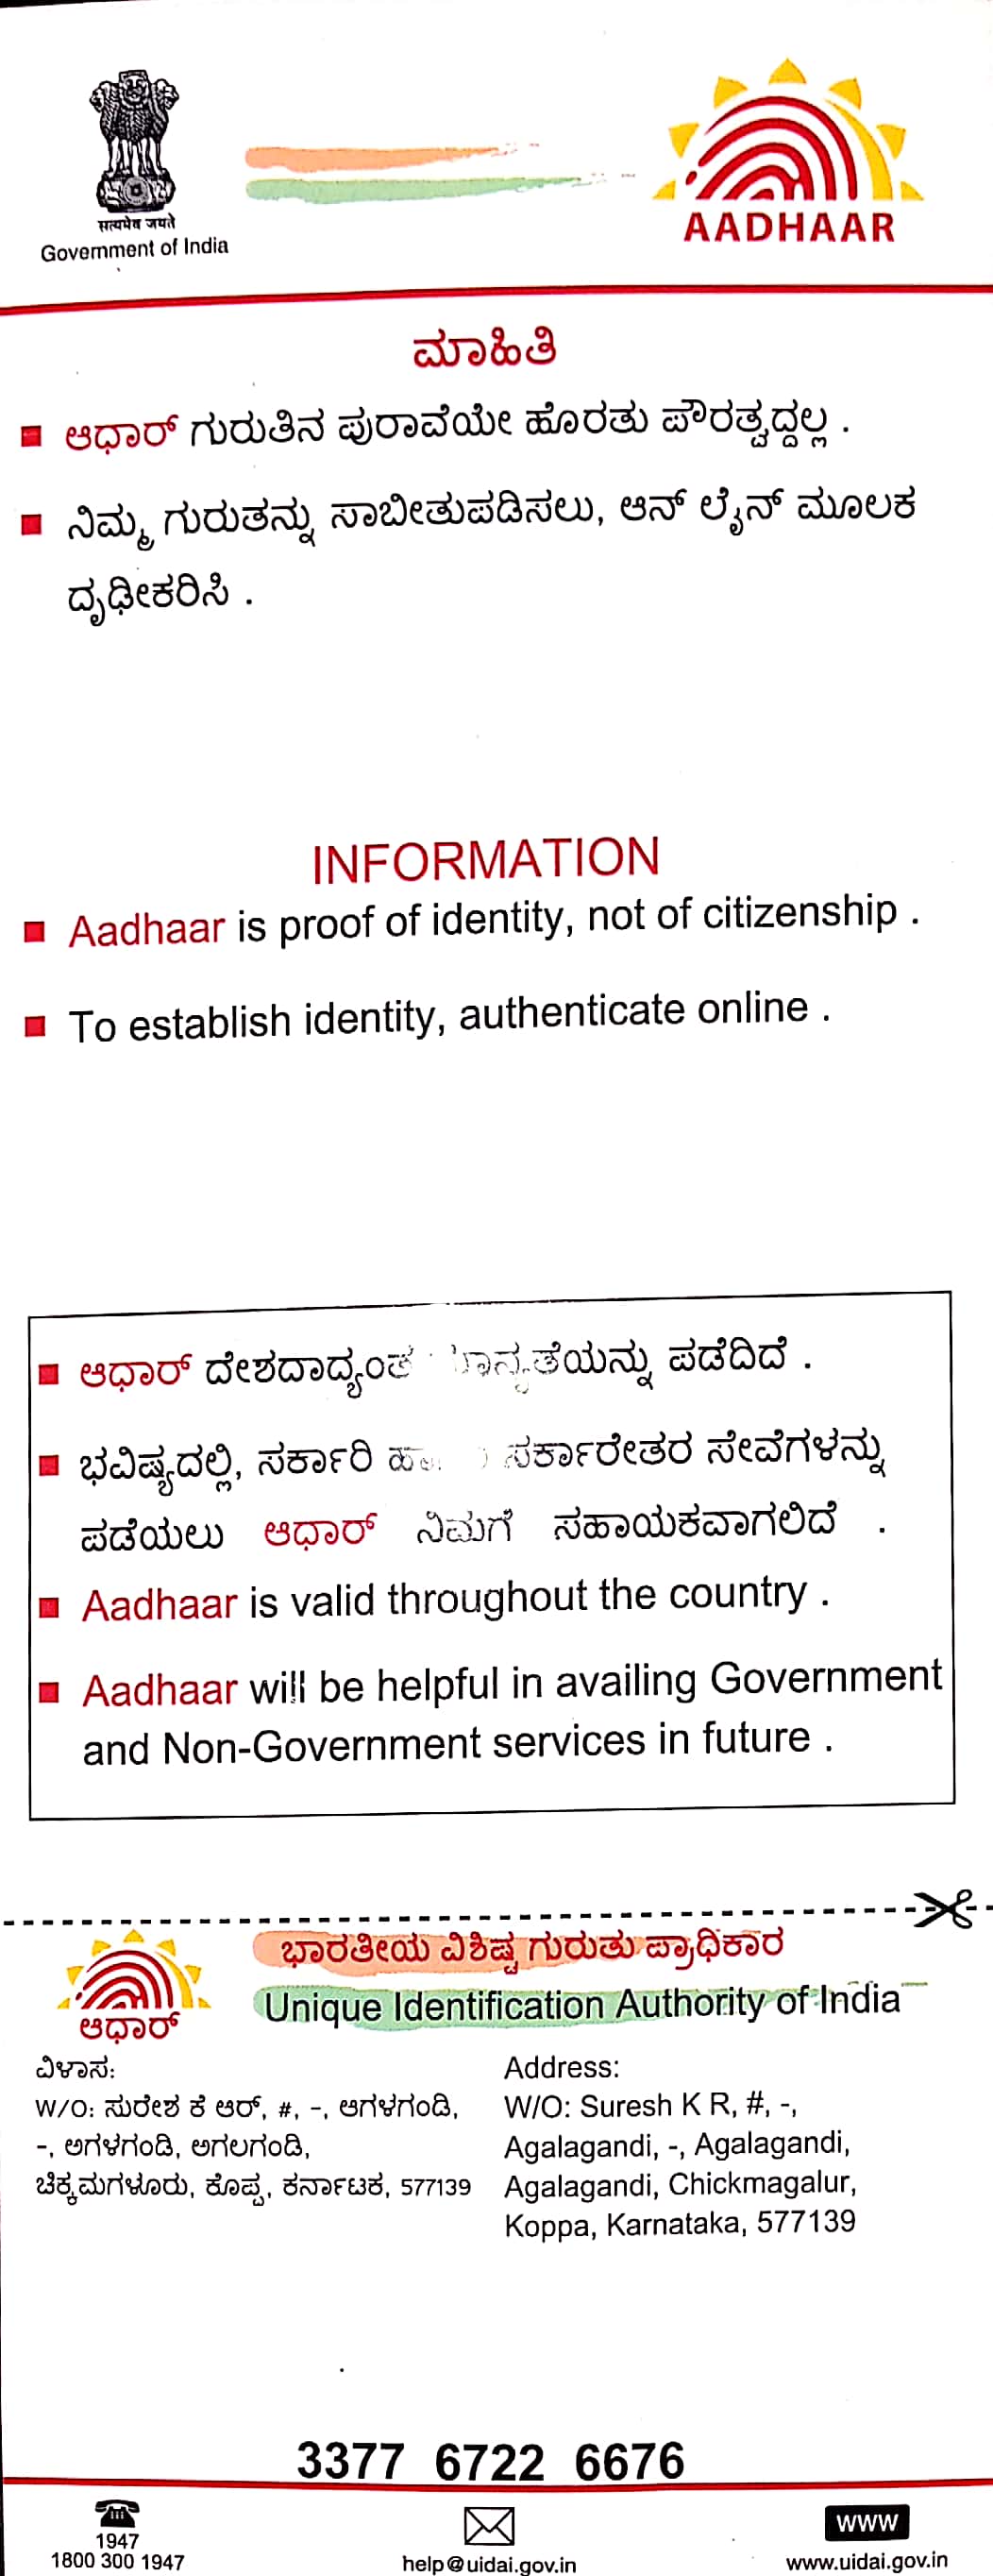 सत्यमेव जयते
Government of India
AADHAAR
ಮಾಹಿತಿ
ಆಧಾರ್ ಗುರುತಿನ ಪುರಾವೆಯೇ ಹೊರತು ಪೌರತ್ವದ್ದಲ್ಲ .
ನಿಮ್ಮ ಗುರುತನ್ನು ಸಾಬೀತುಪಡಿಸಲು, ಆನ್ ಲೈನ್ ಮೂಲಕ
ದೃಢೀಕರಿಸಿ .
INFORMATION
Aadhaar is proof of identity, not of citizenship .
To establish identity, authenticate online .
ಆಧಾರ್ ದೇಶದಾದ್ಯಂತ ಮಾನ್ಯತೆಯನ್ನು ಪಡೆದಿದೆ .
ಭವಿಷ್ಯದಲ್ಲಿ, ಸರ್ಕಾರಿ ಸರ್ಕಾರೇತರ ಸೇವೆಗಳನ್ನು
ಪಡೆಯಲು ಆಧಾರ್ ನಿಮಗೆ ಸಹಾಯಕವಾಗಲಿದೆ .
Aadhaar is valid throughout the country .
Aadhaar will be helpful in availing Government
and Non-Government services in future .
ಆಧಾರ್
ಭಾರತೀಯ ವಿಶಿಷ್ಟ ಗುರುತು ಪ್ರಾಧಿಕಾರ
Unique Identification Authority of India
ವಿಳಾಸ:
W/O: ಸುರೇಶ ಕೆ ಆರ್, #, -, ಆಗಳಗಂಡಿ,
-, ಅಗಳಗಂಡಿ, ಅಗಲಗಂಡಿ,
ಚಿಕ್ಕಮಗಳೂರು, ಕೊಪ್ಪ, ಕರ್ನಾಟಕ, 577139
Address:
W/O: Suresh K R, #, -,
Agalagandi, -, Agalagandi,
Agalagandi, Chickmagalur,
Koppa, Karnataka, 577139
3377 6722 6676
1947
1800 300 1947
help@uidai.gov.in
www
www.uidai.gov.in